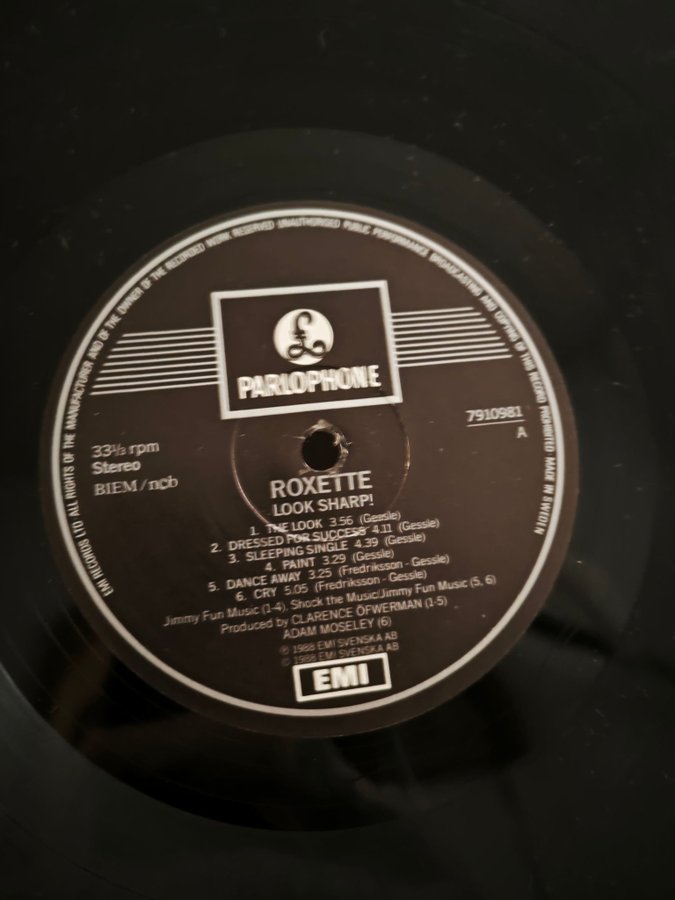 EMI RECORDS LTD ALL RIGHTS OF THE MANUFACTURER AND OF THE OWNER OF THE RECORDED WORK RESERVED UNAUTHORISED PUBLIC PERFORMANCE BROADCASTING AND COPYING OF THIS RECORD PROHIBITED MADE IN SWEDEN
£
PARLOPHONE
7910981
A
33⅓ rpm
Stereo
BIEM/ncb
ROXETTE
LOOK SHARP!
1. THE LOOK 3.56 (Gessle)
2. DRESSED FOR SUCCESS 4.11 (Gessle)
3. SLEEPING SINGLE 4.39 (Gessle)
4. PAINT 3.29 (Gessle)
5. DANCE AWAY 3.25 (Fredriksson - Gessle)
6. CRY 5.05 (Fredriksson - Gessle)
Jimmy Fun Music (1-4), Shock the Music/Jimmy Fun Music (5, 6)
Produced by CLARENCE ÖFWERMAN (1-5)
ADAM MOSELEY (6)
℗ 1988 EMI SVENSKA AB
© 1988 EMI SVENSKA AB
EMI